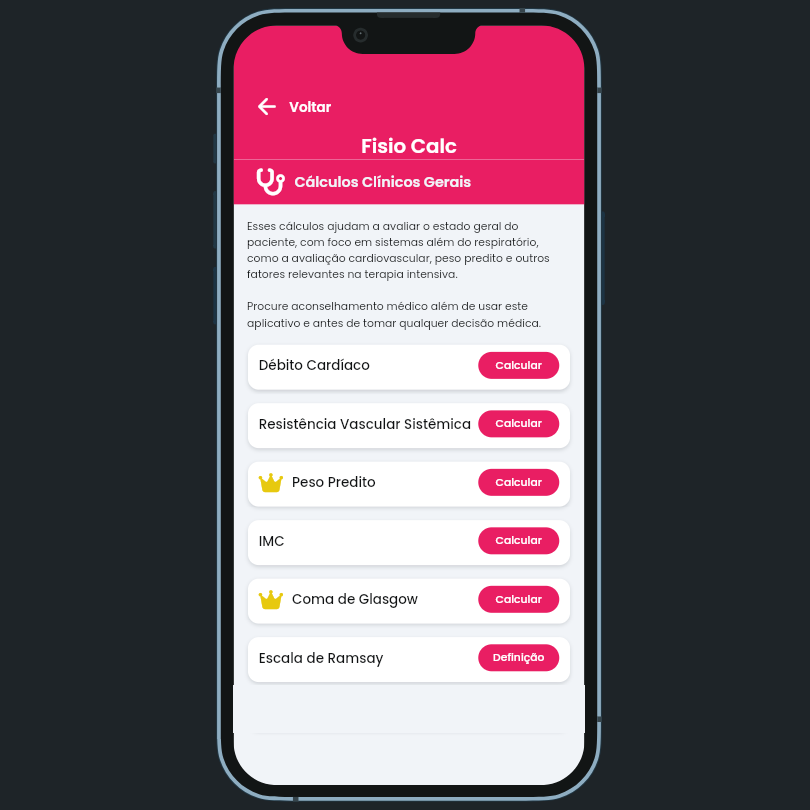 Voltar
Fisio Calc
Cálculos Clínicos Gerais
Esses cálculos ajudam a avaliar o estado geral do
paciente, com foco em sistemas além do respiratório,
como a avaliação cardiovascular, peso predito e outros
fatores relevantes na terapia intensiva.
Procure aconselhamento médico além de usar este
aplicativo e antes de tomar qualquer decisão médica.
Débito Cardíaco
Calcular
Resistência Vascular Sistêmica
Calcular
Peso Predito
Calcular
IMC
Calcular
Coma de Glasgow
Calcular
Escala de Ramsay
Definição